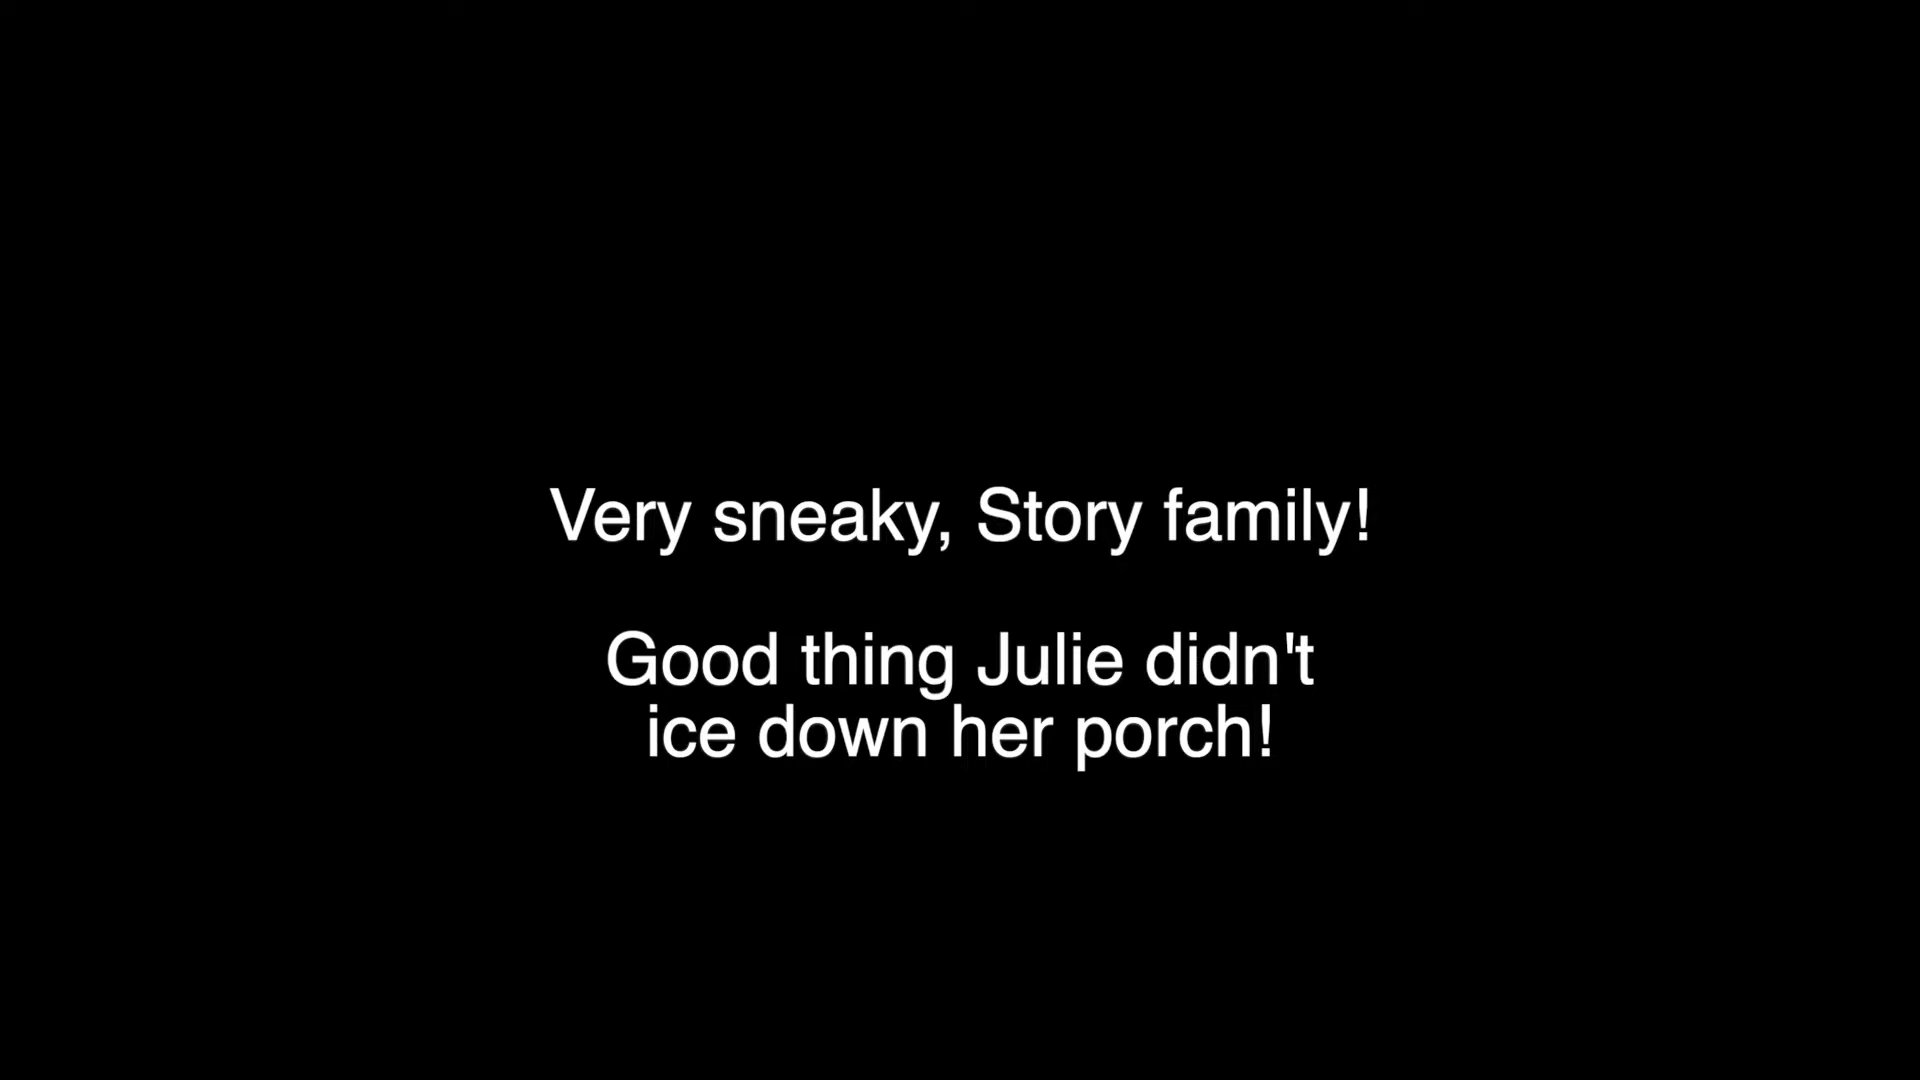 Very sneaky, Story family!
Good thing Julie didn't
ice down her porch!